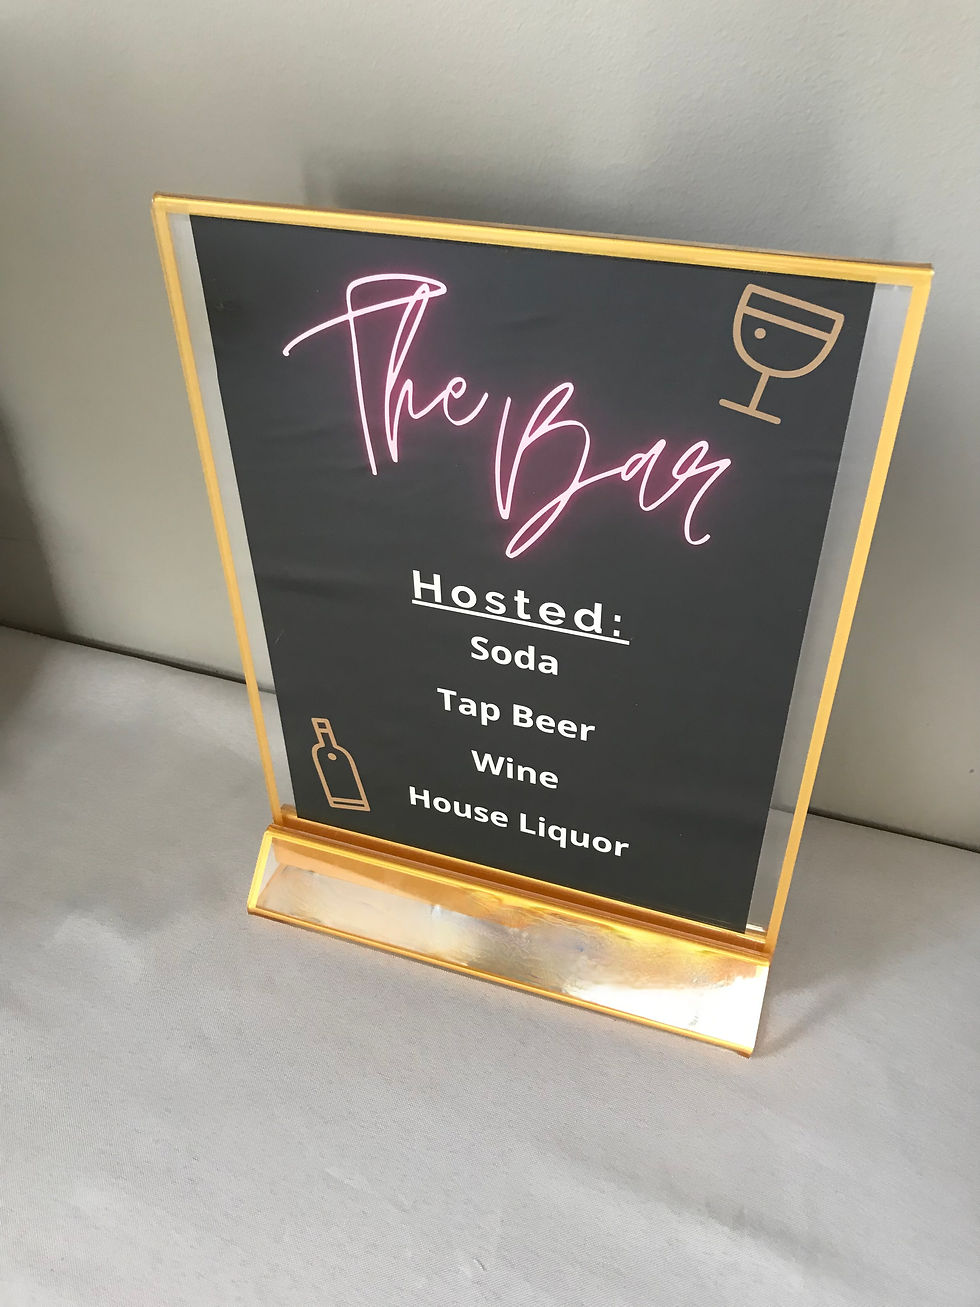 The Bar
Hosted:
Soda
Tap Beer
Wine
House Liquor